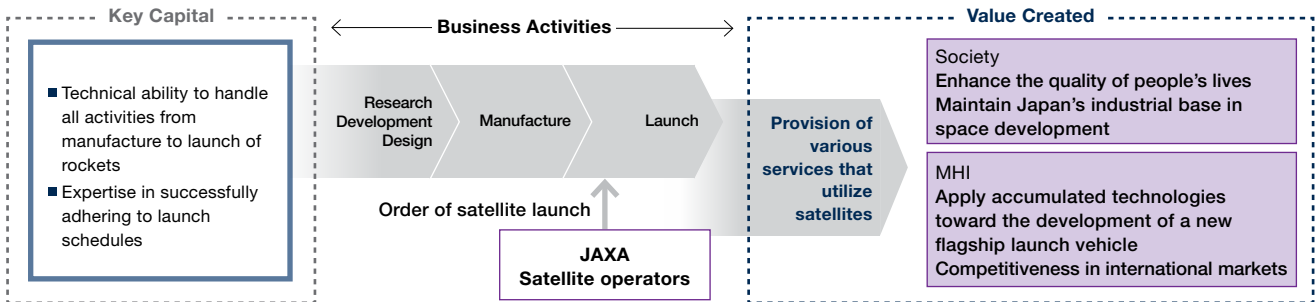 Key Capital
■ Technical ability to handle
all activities from
manufacture to launch of
rockets
■ Expertise in successfully
adhering to launch
schedules
Business Activities
Research
Development
Design
Manufacture
Launch
Order of satellite launch
JAXA
Satellite operators
Value Created
Provision of
various
services that
utilize
satellites
Society
Enhance the quality of people’s lives
Maintain Japan’s industrial base in
space development
MHI
Apply accumulated technologies
toward the development of a new
flagship launch vehicle
Competitiveness in international markets